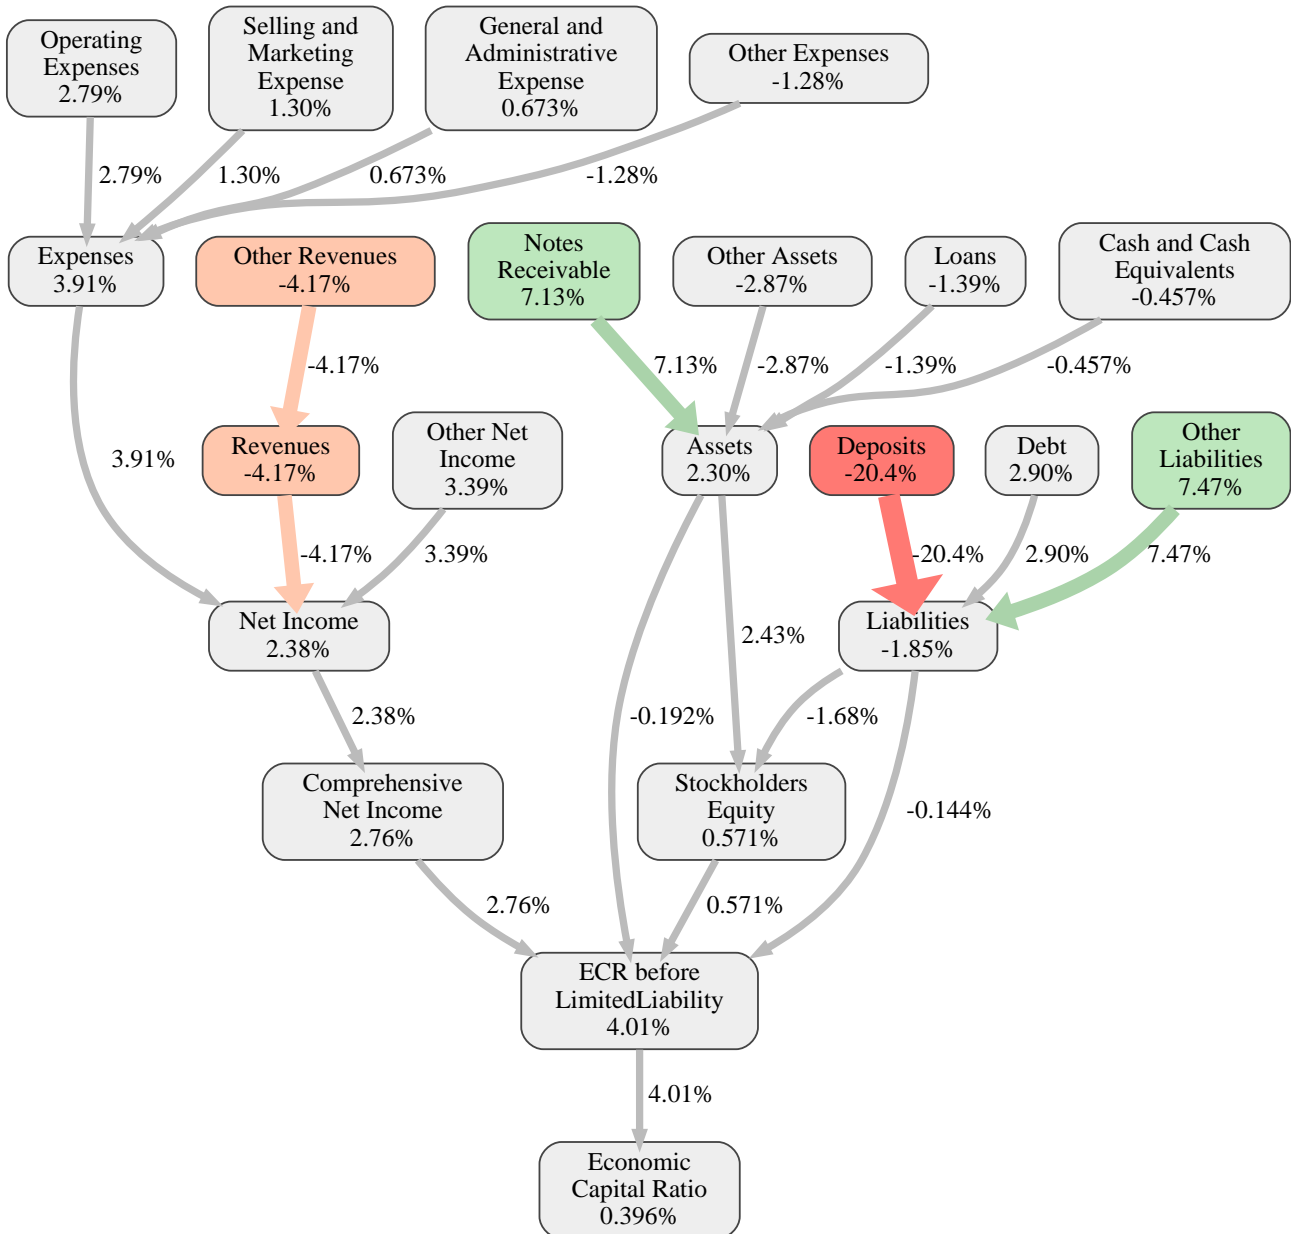 Operating
Expenses
2.79%
Selling and
Marketing
Expense
1.30%
General and
Administrative
Expense
0.673%
Other Expenses
-1.28%
2.79%
1.30%
0.673%
-1.28%
Expenses
3.91%
Other Revenues
-4.17%
Notes
Receivable
7.13%
Other Assets
-2.87%
Loans
-1.39%
Cash and Cash
Equivalents
-0.457%
-4.17%
7.13%
-2.87%
-1.39%
-0.457%
3.91%
Revenues
-4.17%
Other Net
Income
3.39%
Assets
2.30%
Deposits
-20.4%
Debt
2.90%
Other
Liabilities
7.47%
-4.17%
3.39%
-20.4%
2.90%
7.47%
Net Income
2.38%
2.43%
Liabilities
-1.85%
2.38%
-0.192%
-1.68%
Comprehensive
Net Income
2.76%
Stockholders
Equity
0.571%
-0.144%
2.76%
0.571%
ECR before
LimitedLiability
4.01%
4.01%
Economic
Capital Ratio
0.396%